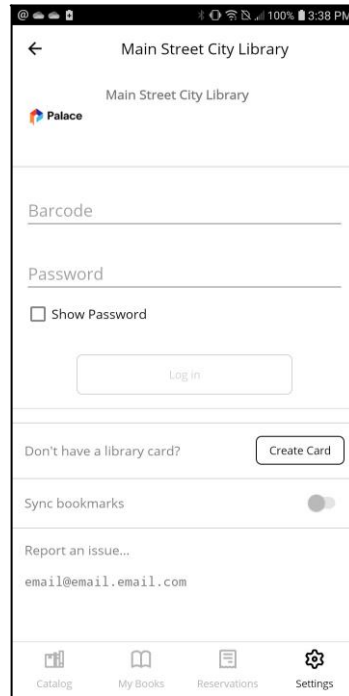 @ 100% 3:38 PM
Main Street City Library
Main Street City Library
Palace
Barcode
Password
Show Password
Log in
Don't have a library card?
Create Card
Sync bookmarks
Report an issue...
email@email.email.com
Catalog My Books Reservations Settings